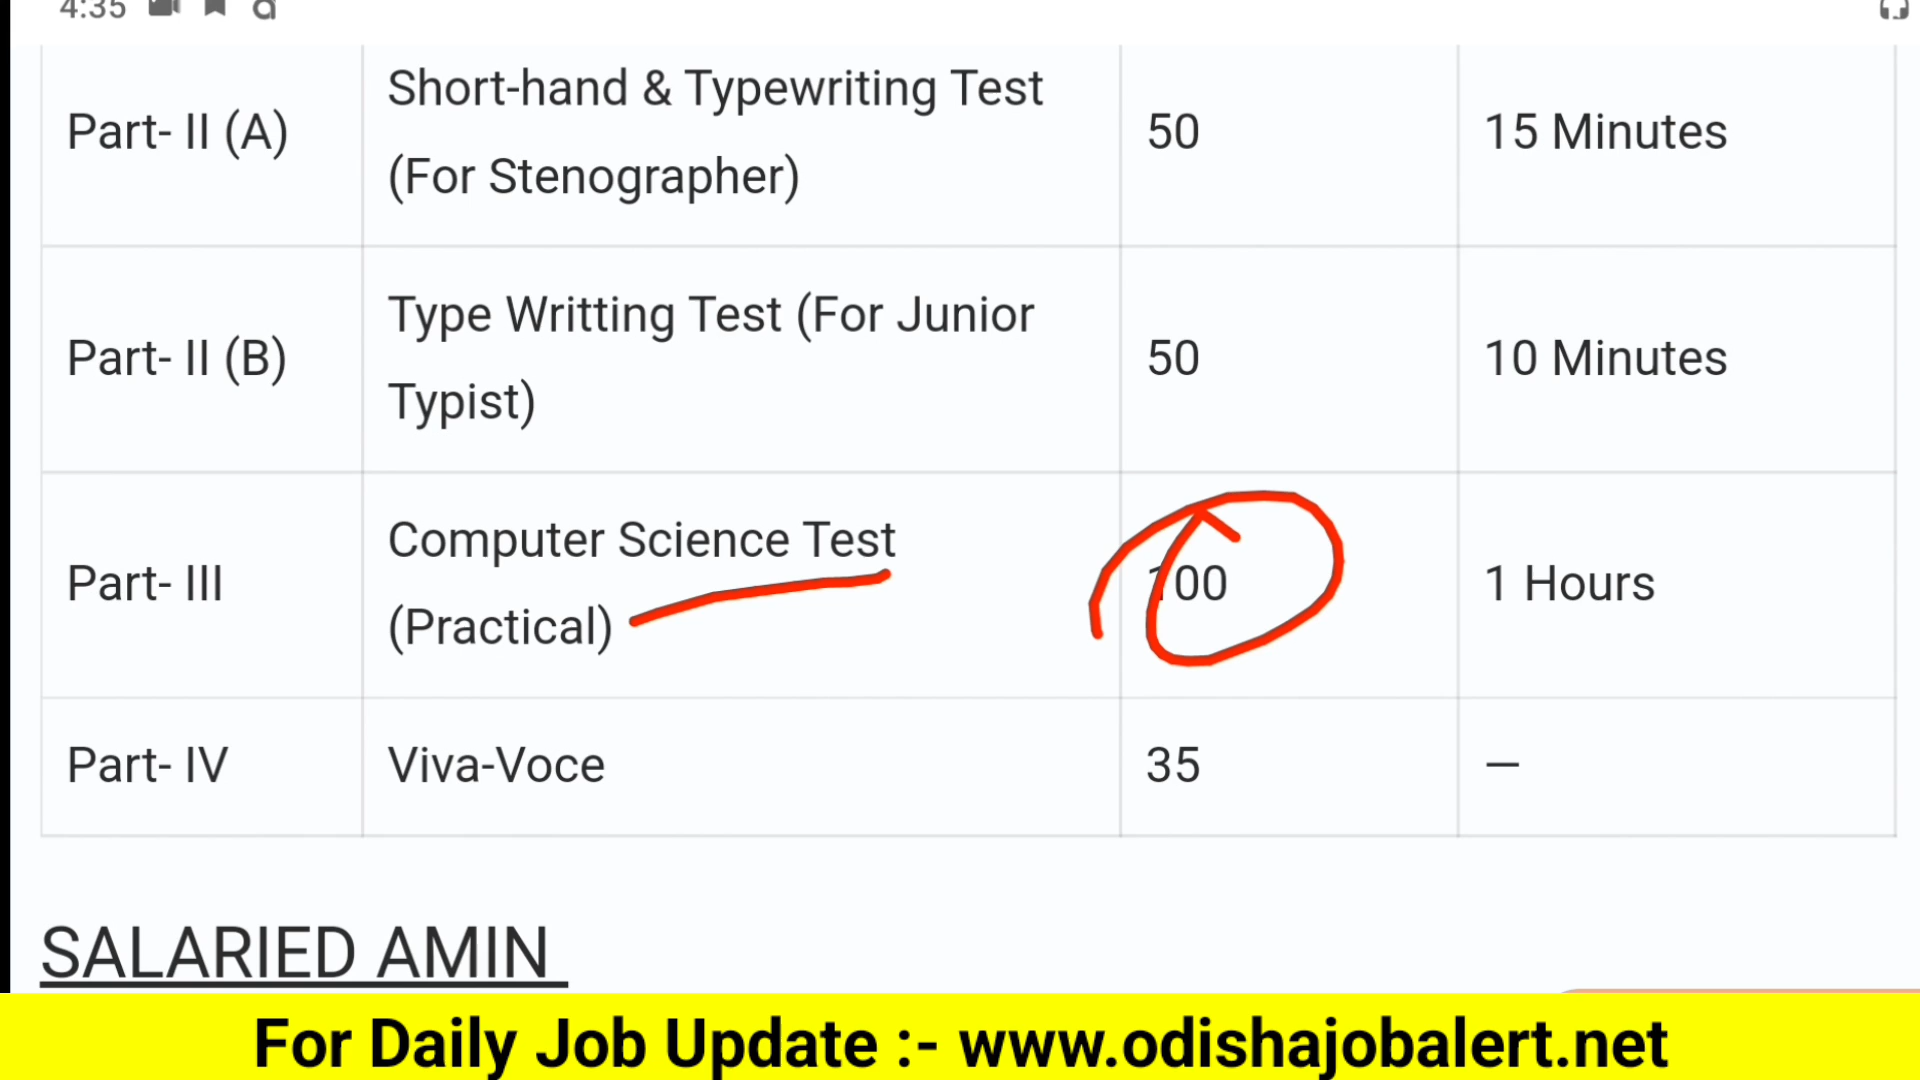 4:35
Part- II (A)
Short-hand & Typewriting Test
(For Stenographer)
50
15 Minutes
Part- II (B)
Type Writting Test (For Junior
Typist)
50
10 Minutes
Part- III
Computer Science Test
(Practical)
100
1 Hours
Part- IV
Viva-Voce
35
—
SALARIED AMIN
For Daily Job Update :- www.odishajobalert.net